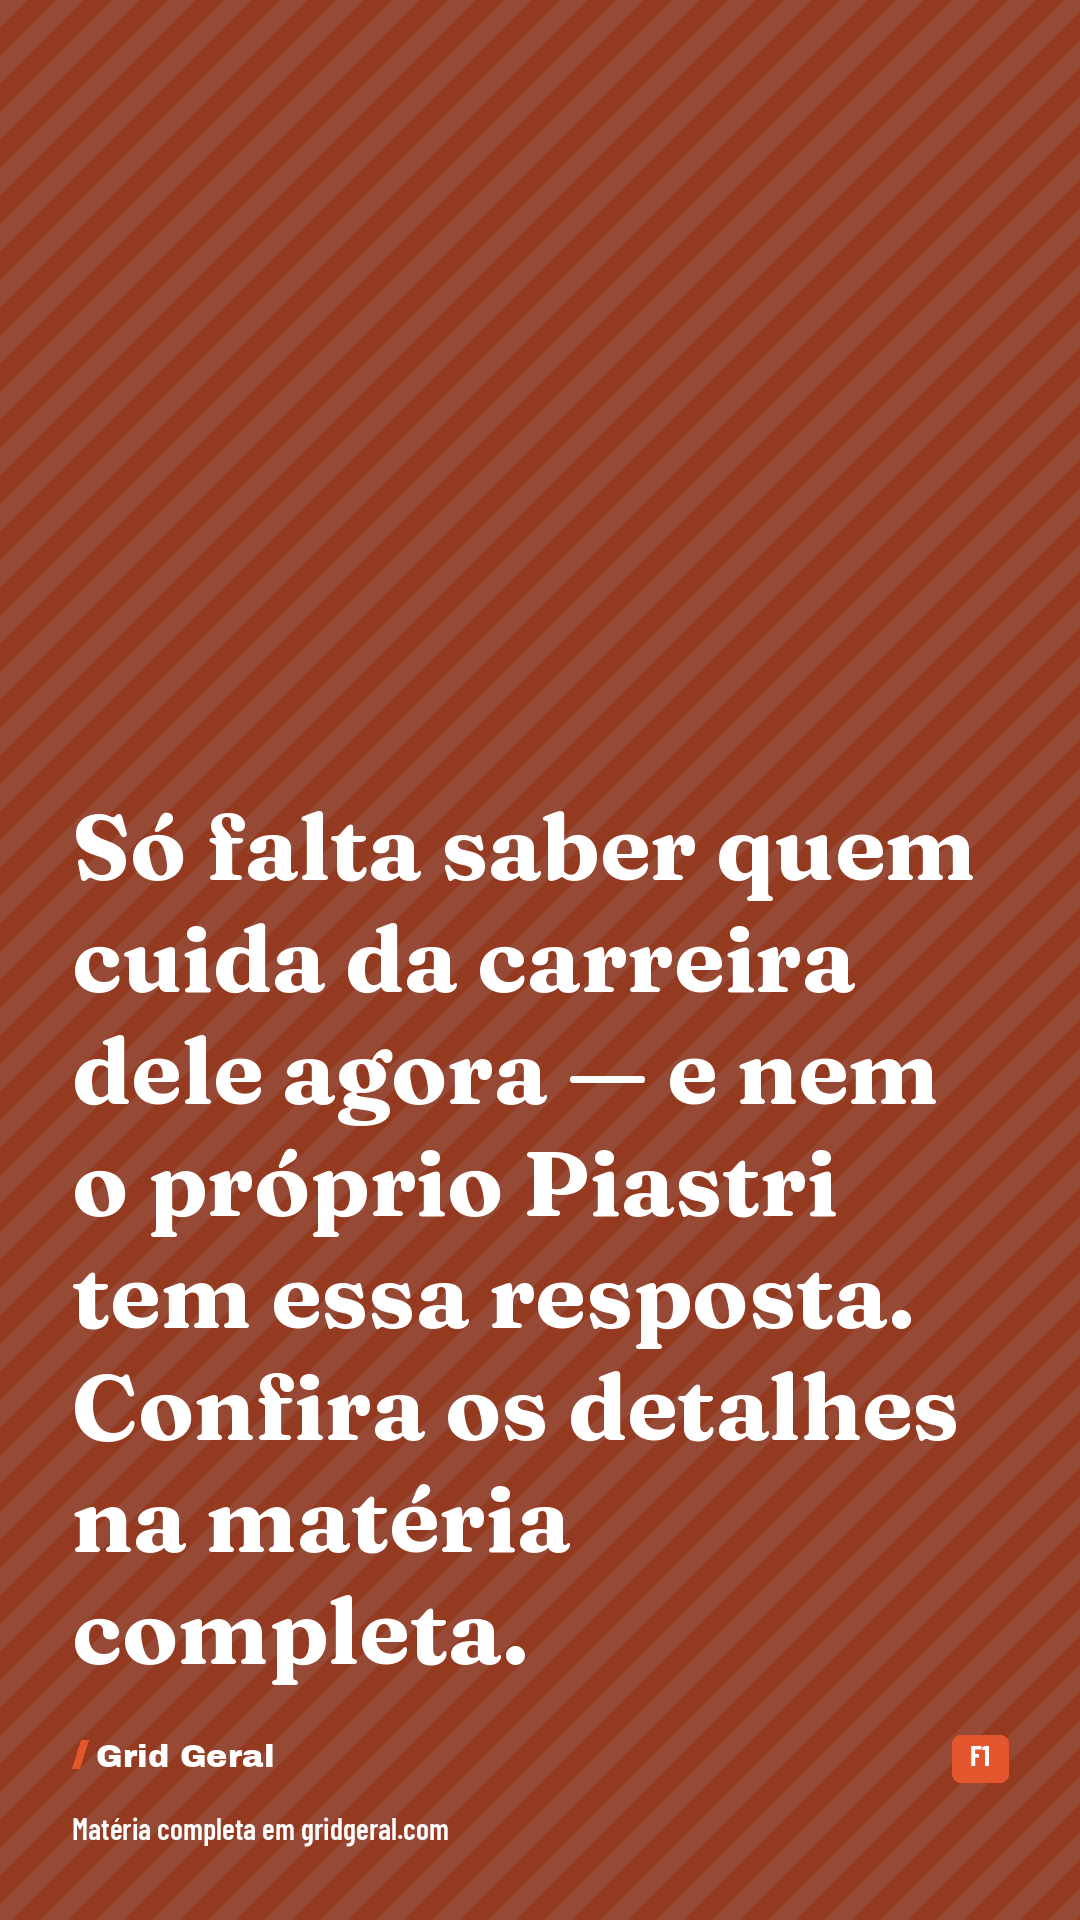 Só falta saber quem
cuida da carreira
dele agora — e nem
o próprio Piastri
tem essa resposta.
Confira os detalhes
na matéria
completa.
/ Grid Geral
F1
Matéria completa em gridgeral.com